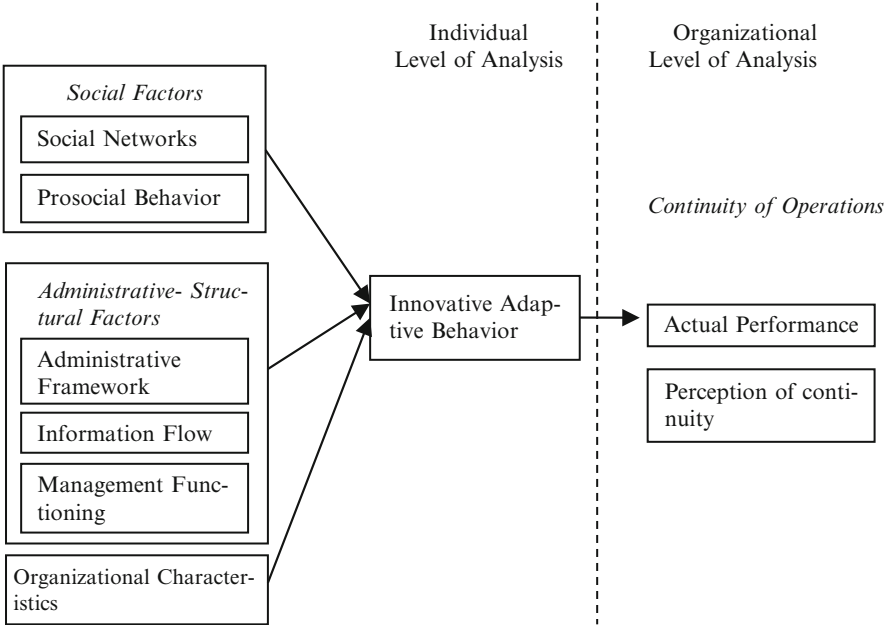 Individual
Level of Analysis
Organizational
Level of Analysis
Social Factors
Social Networks
Prosocial Behavior
Administrative- Struc-
tural Factors
Administrative
Framework
Information Flow
Management Func-
tioning
Organizational Character-
istics
Innovative Adap-
tive Behavior
Continuity of Operations
Actual Performance
Perception of conti-
nuity